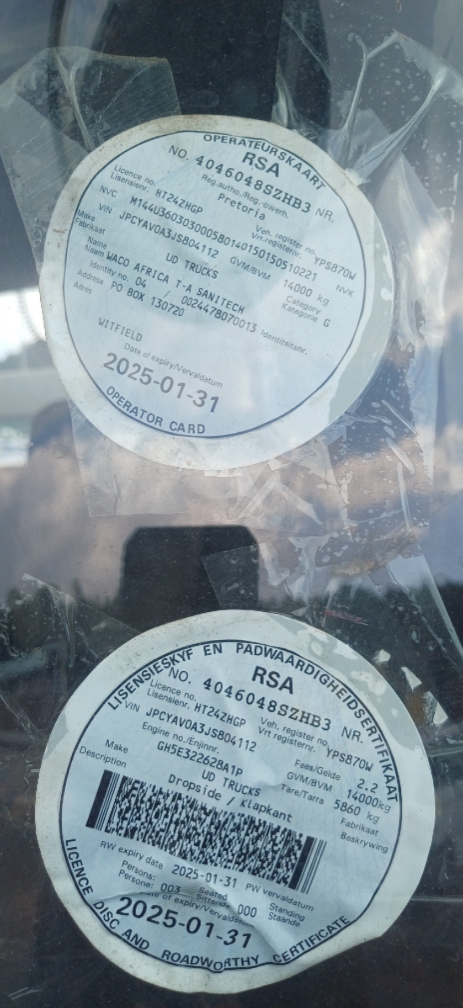 OPERATEURSKAART
RSA
NO. 4046048SZHB3 NR.
Reg.autho./Reg.owerh.
Pretoria
Licence no. Veh. register no.
Lisensienr. HT242HGP Vrt.registernr. YPS870W
NVC M144U36030300058014015015051022​1 NVK
VIN JPCYAV0A3JS804112 GVM/BVM 14000 kg
Make UD TRUCKS Category
Fabrikaat Kategorie G
Name
Naam WACO AFRICA T-A SANITECH
Identity no. 04 0024478070013 Identiteitsnr.
Address PO BOX 130720
Adres
WITFIELD
Date of expiry/Vervaldatum
2025-01-31
OPERATOR CARD
LISENSIESKYF EN PADWAARDIGHEIDSERTIFIKAAT
RSA
NO. 4046048SZHB3 NR.
Licence no. Veh. register no.
Lisensienr. HT242HGP Vrt registernr. YPS870W
VIN JPCYAV0A3JS804112
Engine no./Enjinnr. Fees/Gelde 2.2
GH5E322628A1P GVM/BVM 14000kg
Make UD TRUCKS Tare/Tarra 5860 kg
Description Dropside / Klapkant Fabrikaat
Beskrywing
RW expiry date 2025-01-31 PW vervaldatum
Persons: Seated Standing
Persone: 003 Sittende 000 Staande
Date of expiry/Vervaldatum
2025-01-31
LICENCE DISC AND ROADWORTHY CERTIFICATE